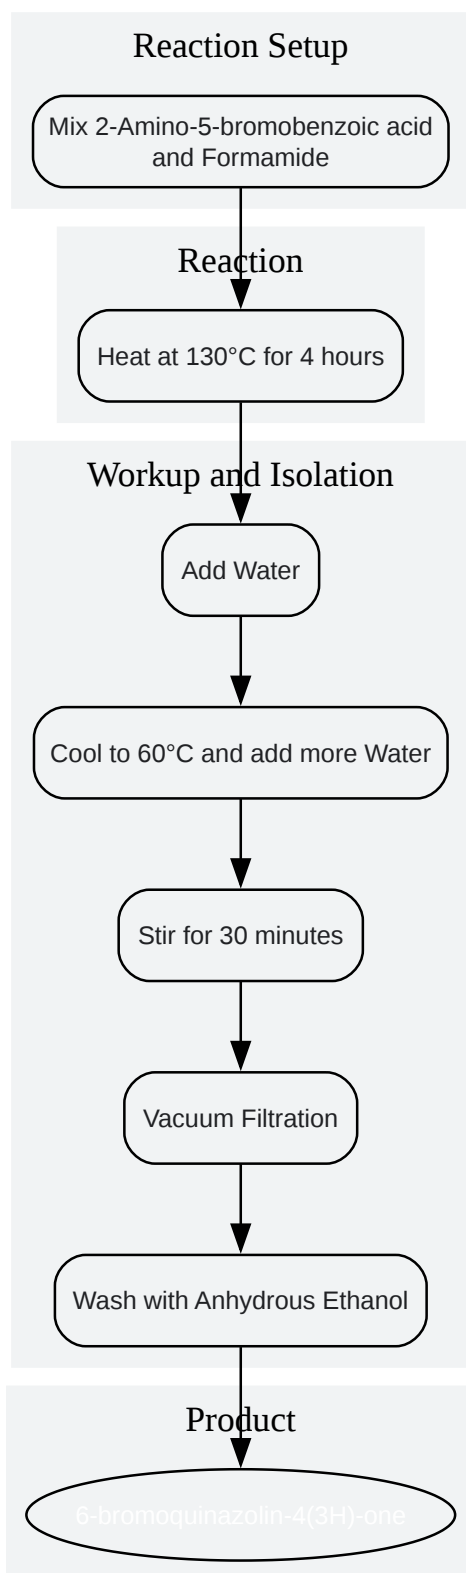 Reaction Setup
Mix 2-Amino-5-bromobenzoic acid
and Formamide
Reaction
Heat at 130°C for 4 hours
Workup and Isolation
Add Water
Cool to 60°C and add more Water
Stir for 30 minutes
Vacuum Filtration
Wash with Anhydrous Ethanol
Product
6-bromoquinazolin-4(3H)-one